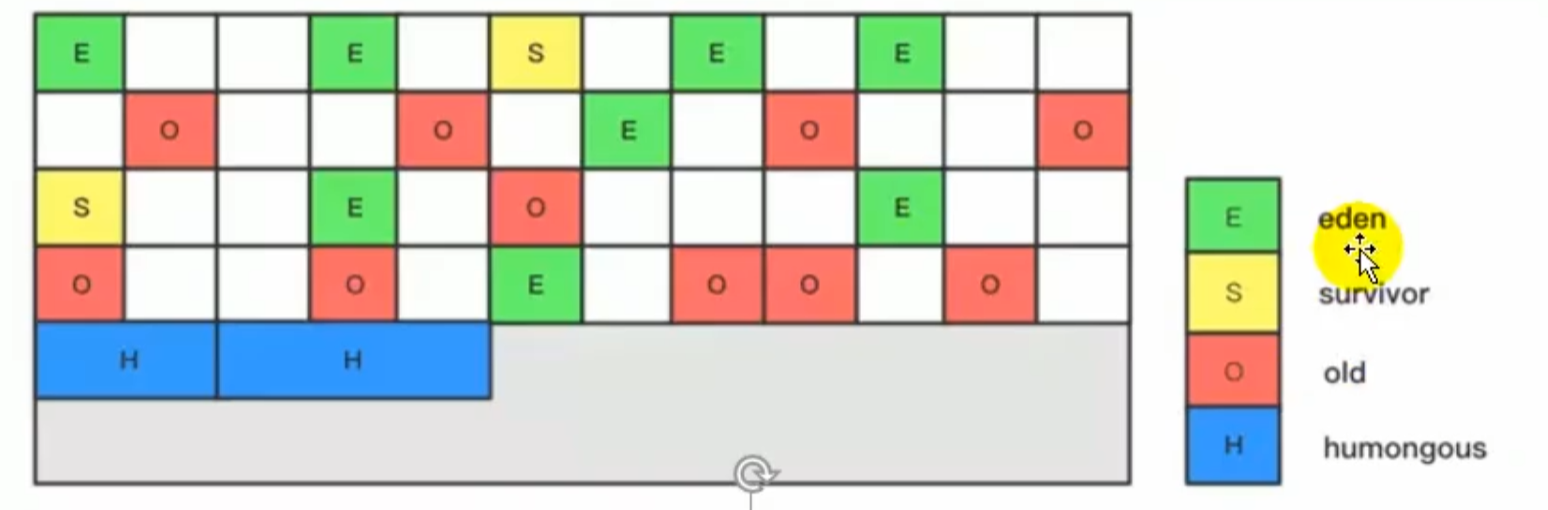 E E S E E
O O E O O
S E O E
O O E O O O
H H
E eden
S survivor
O old
H humongous